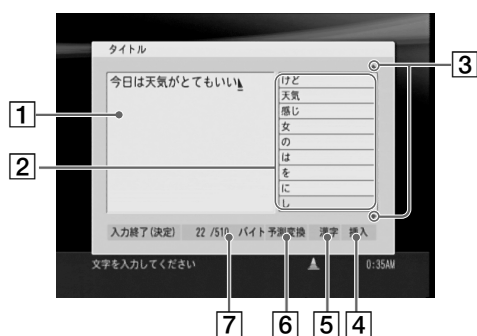 タイトル
今日は天気がとてもいい
けど
天気
感じ
女
の
は
を
に
し
入力終了(決定) 22 /510 バイト 予測変換 漢字 挿入
文字を入力してください 0:35AM
1
2
3
7 6 5 4